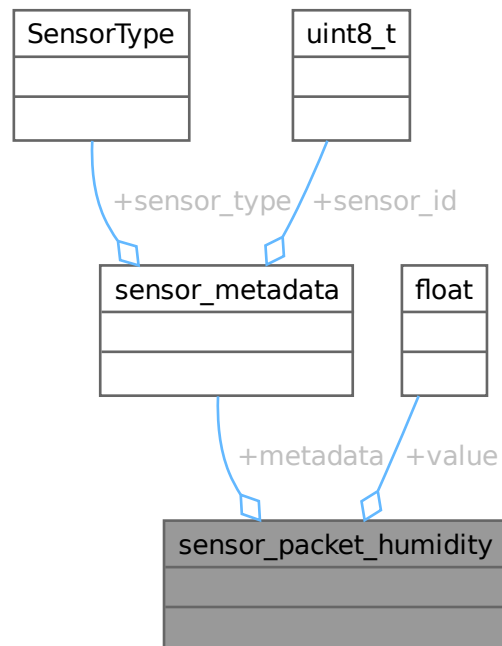 SensorType
uint8_t
+sensor_type
+sensor_id
sensor_metadata
float
+metadata
+value
sensor_packet_humidity